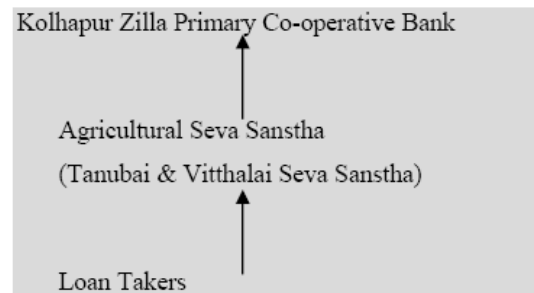 Kolhapur Zilla Primary Co-operative Bank
Agricultural Seva Sanstha
(Tanubai & Vitthalai Seva Sanstha)
Loan Takers